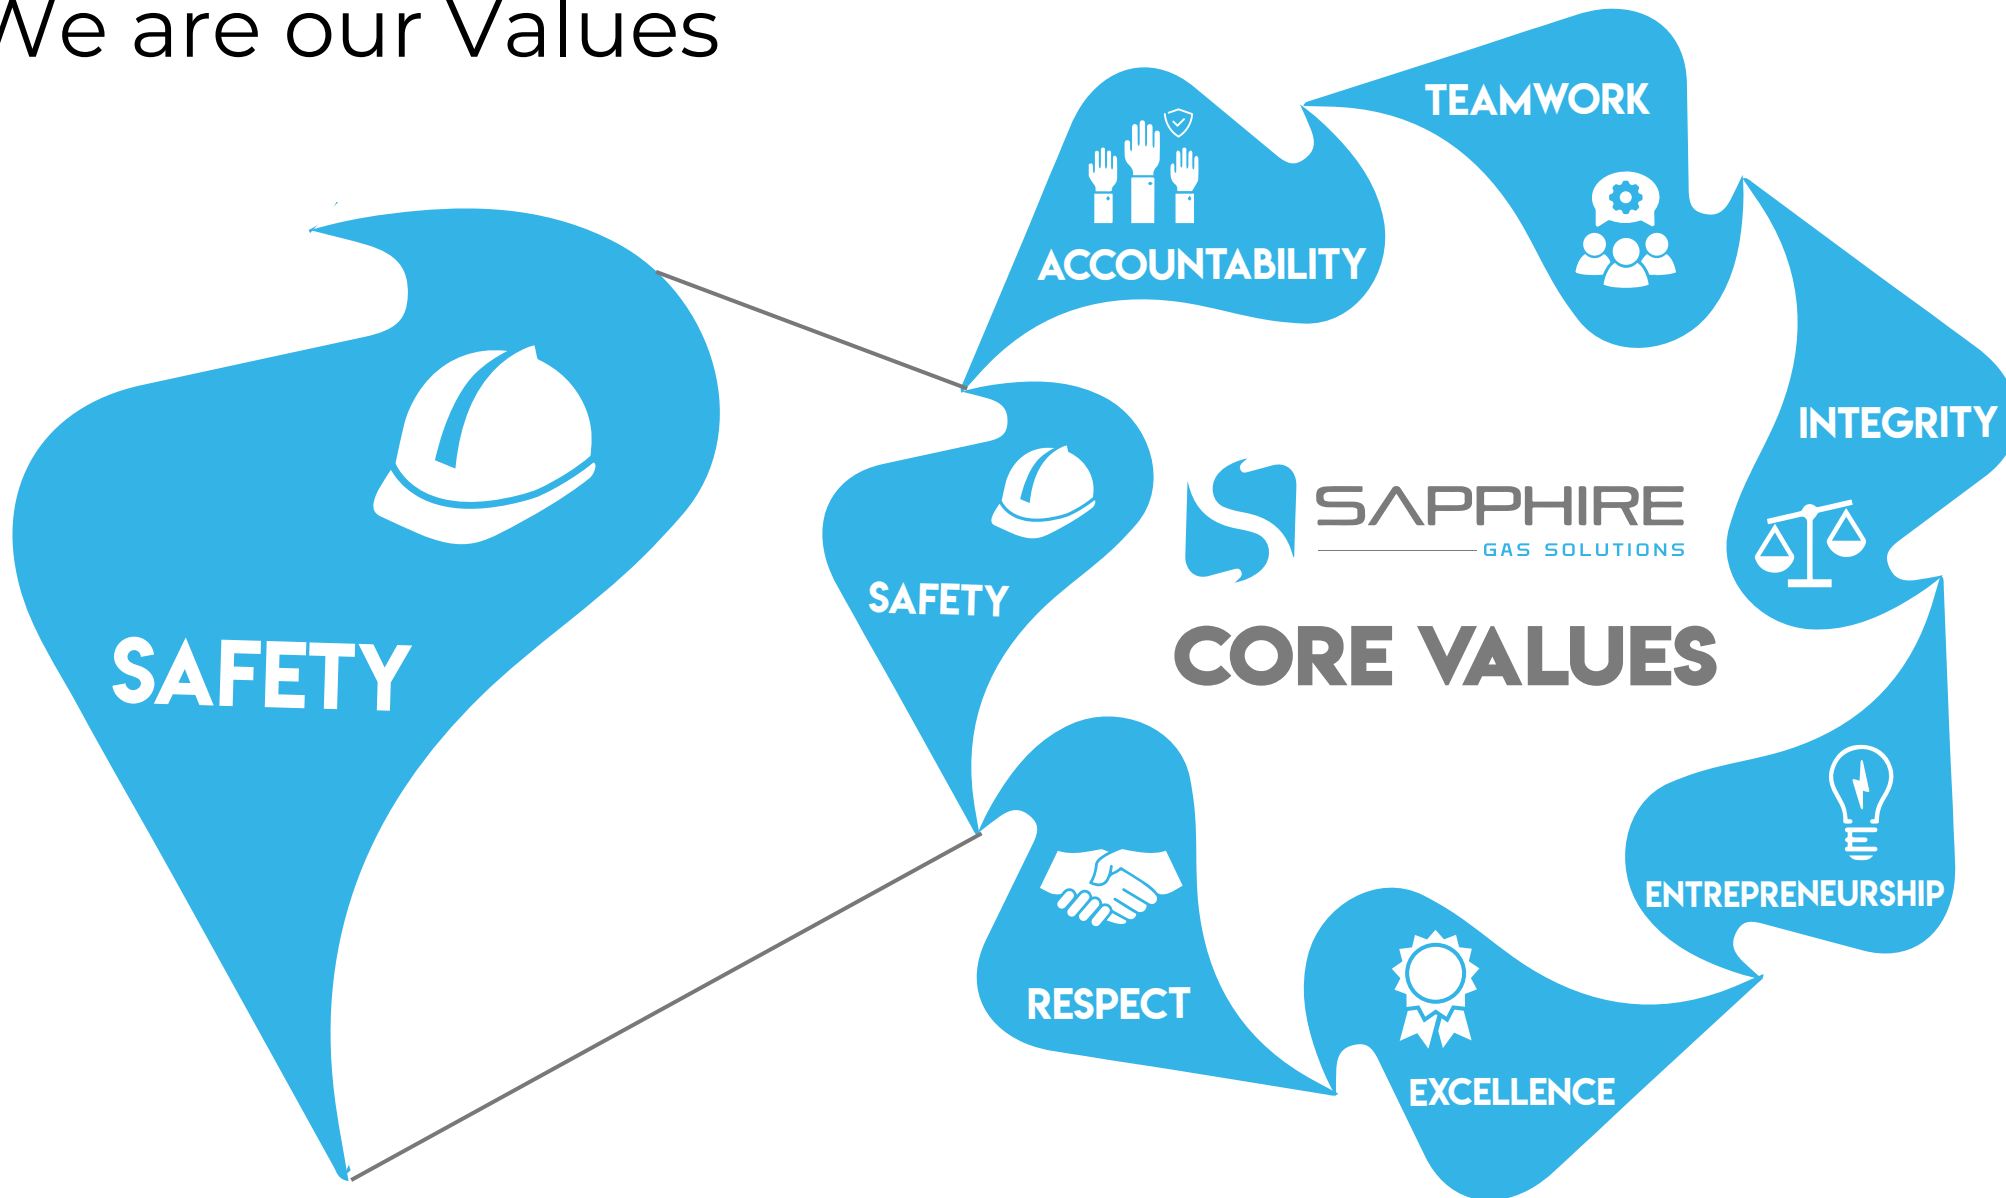 We are our Values
SAFETY
ACCOUNTABILITY
TEAMWORK
INTEGRITY
SAFETY
SAPPHIRE
GAS SOLUTIONS
CORE VALUES
ENTREPRENEURSHIP
RESPECT
EXCELLENCE